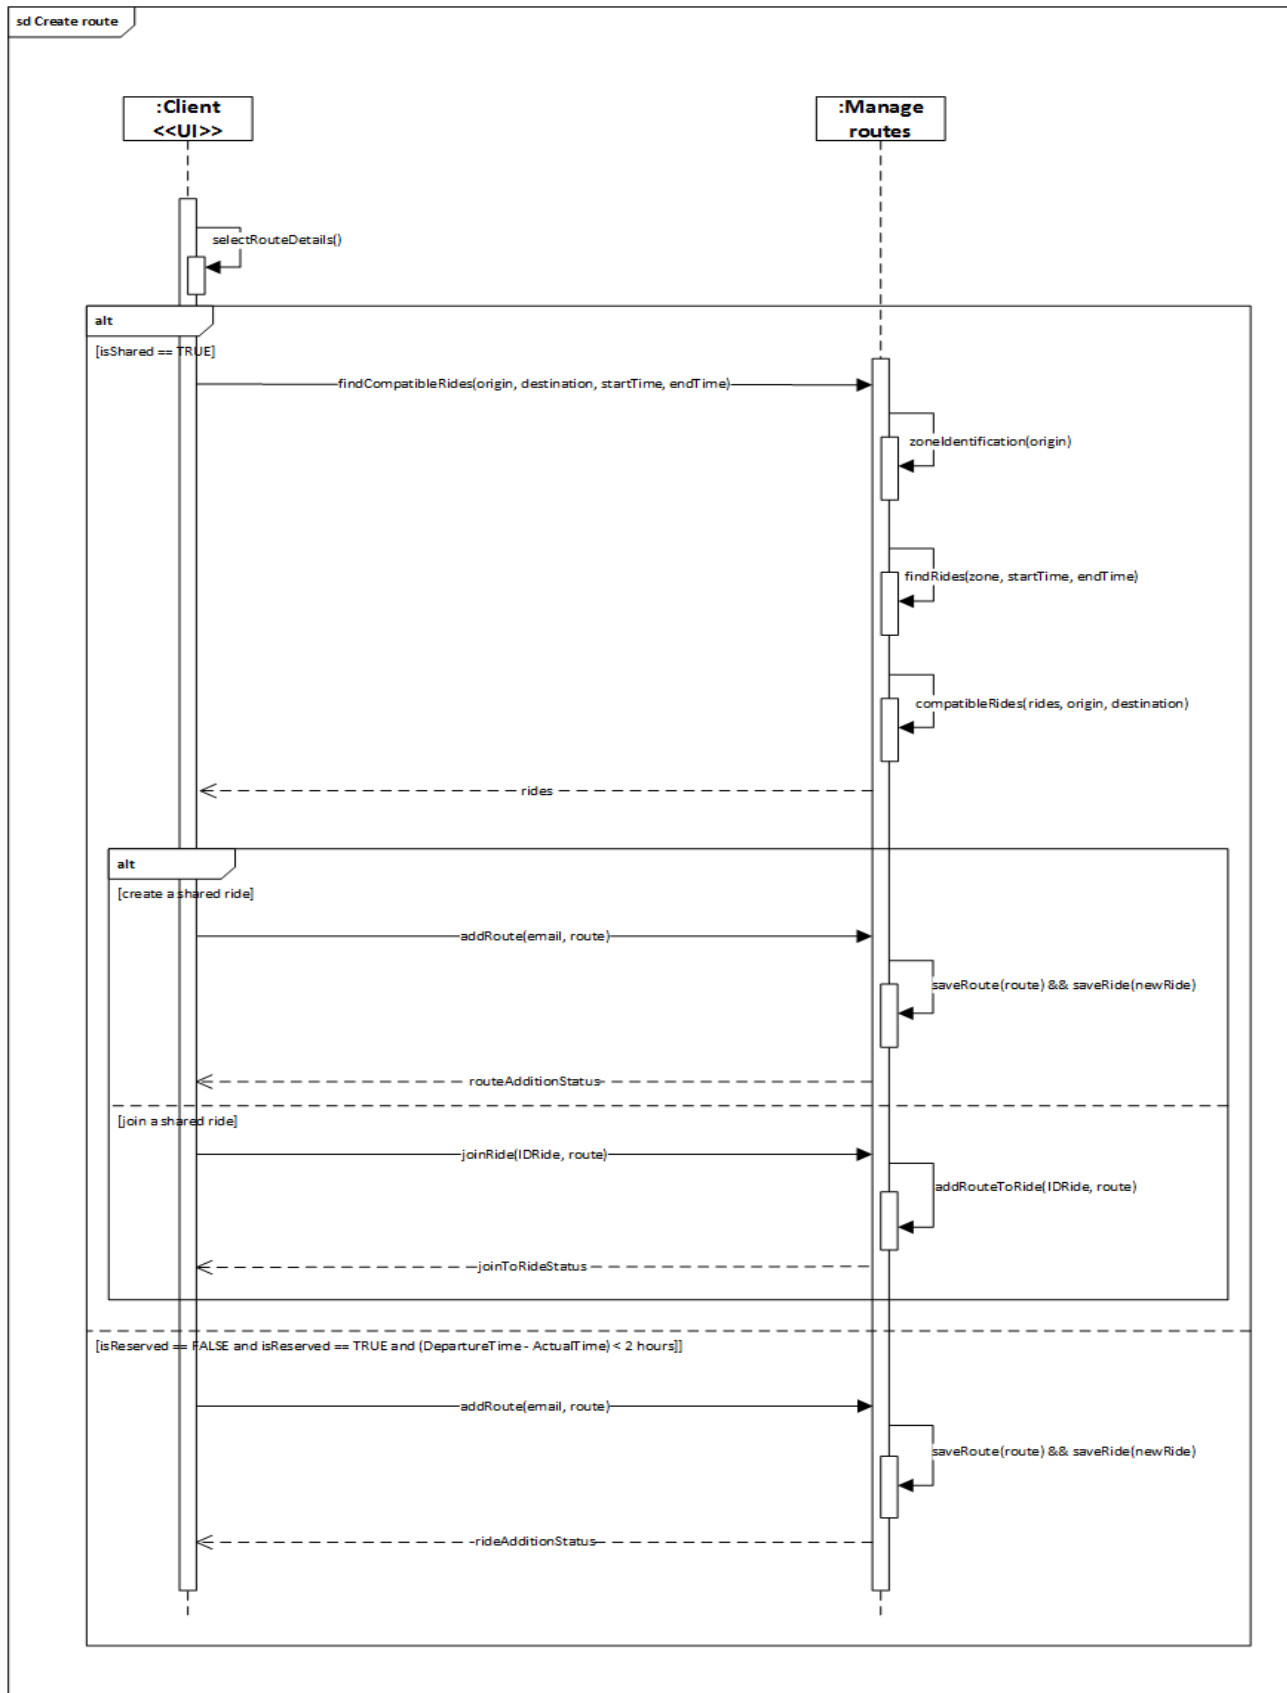 sd Create route
:Client
<<UI>>
:Manage
routes
selectRouteDetails()
alt
[isShared == TRUE]
findCompatibleRides(origin, destination, startTime, endTime)
zoneIdentification(origin)
findRides(zone, startTime, endTime)
compatibleRides(rides, origin, destination)
rides
alt
[create a shared ride]
addRoute(email, route)
saveRoute(route) && saveRide(newRide)
routeAdditionStatus
[join a shared ride]
joinRide(IDRide, route)
addRouteToRide(IDRide, route)
joinToRideStatus
[isReserved == FALSE and isReserved == TRUE and (DepartureTime - ActualTime) < 2 hours]]
addRoute(email, route)
saveRoute(route) && saveRide(newRide)
rideAdditionStatus